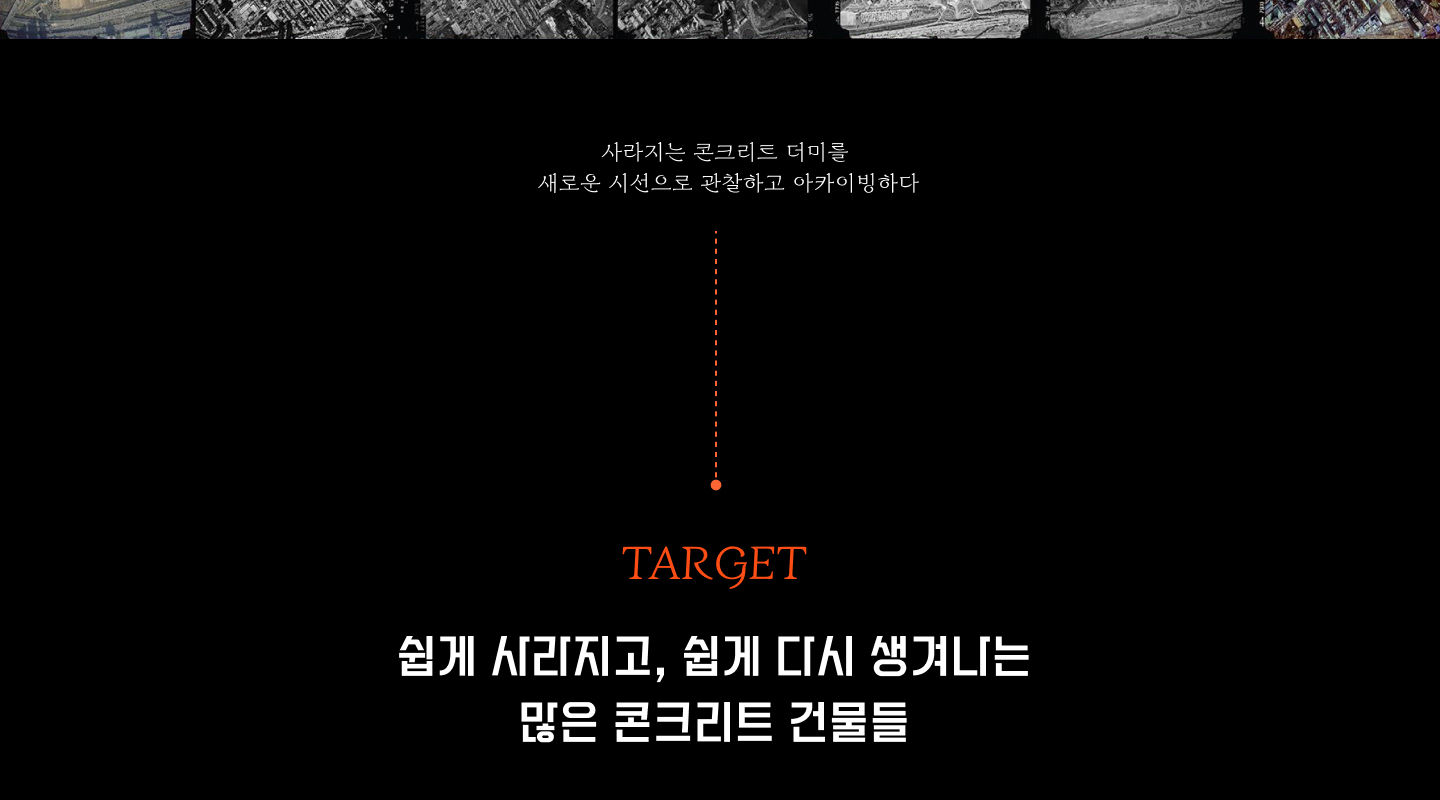 사라지는 콘크리트 더미를
새로운 시선으로 관찰하고 아카이빙하다
TARGET
쉽게 사라지고, 쉽게 다시 생겨나는
많은 콘크리트 건물들